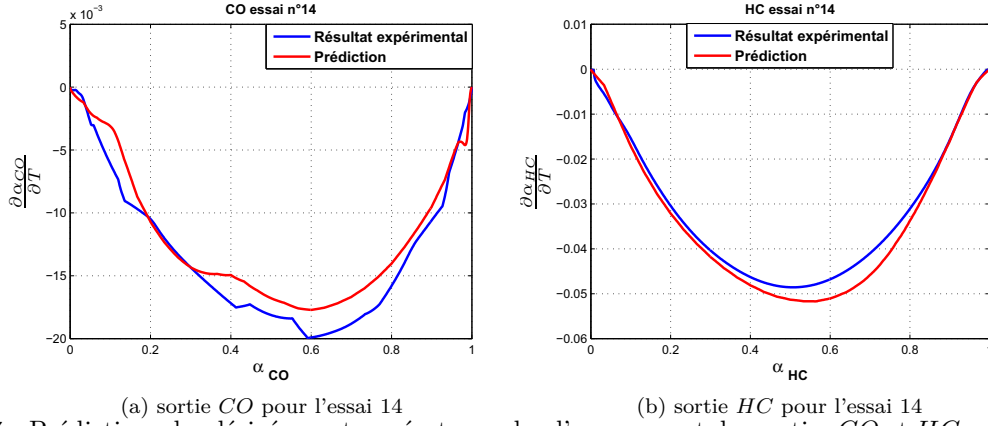 CO essai n°14
x 10⁻³
5
0
−5
−10
−15
−20
0
0.2
0.4
0.6
0.8
1
Résultat expérimental
Prédiction
∂α_CO
∂T
α CO
(a) sortie CO pour l'essai 14
HC essai n°14
0.01
0
−0.01
−0.02
−0.03
−0.04
−0.05
−0.06
0
0.2
0.4
0.6
0.8
1
Résultat expérimental
Prédiction
∂α_HC
∂T
α HC
(b) sortie HC pour l'essai 14